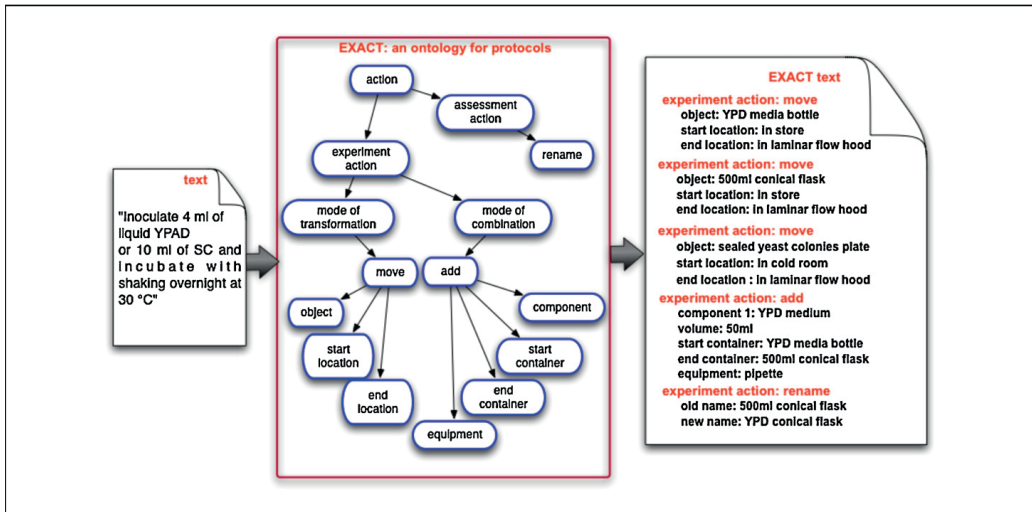 text
"Inoculate 4 ml of
liquid YPAD
or 10 ml of SC and
incubate with
shaking overnight at
30 °C"
EXACT: an ontology for protocols
action
assessment
action
rename
experiment
action
mode of
transformation
mode of
combination
move
add
object
start
location
end
location
component
start
container
end
container
equipment
EXACT text
experiment action: move
object: YPD media bottle
start location: in store
end location: in laminar flow hood
experiment action: move
object: 500ml conical flask
start location: in store
end location: in laminar flow hood
experiment action: move
object: sealed yeast colonies plate
start location: in cold room
end location : in laminar flow hood
experiment action: add
component 1: YPD medium
volume: 50ml
start container: YPD media bottle
end container: 500ml conical flask
equipment: pipette
experiment action: rename
old name: 500ml conical flask
new name: YPD conical flask